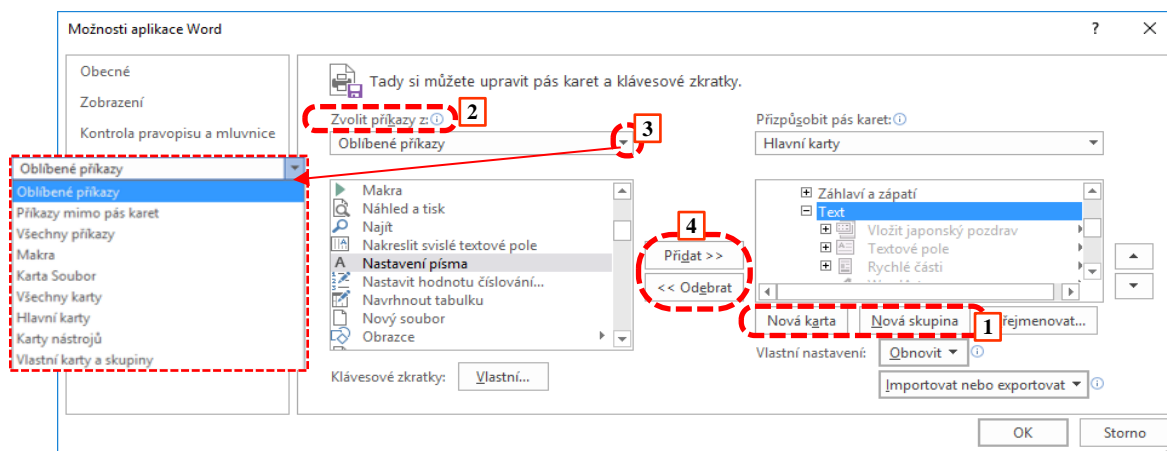 Možnosti aplikace Word
?
Obecné
Zobrazení
Kontrola pravopisu a mluvnice
Oblíbené příkazy
Oblíbené příkazy
Příkazy mimo pás karet
Všechny příkazy
Makra
Karta Soubor
Všechny karty
Hlavní karty
Karty nástrojů
Vlastní karty a skupiny
Tady si můžete upravit pás karet a klávesové zkratky.
Zvolit příkazy z:
2
3
Oblíbené příkazy
Makra
Náhled a tisk
Najít
Nakreslit svislé textové pole
Nastavení písma
Nastavit hodnotu číslování...
Navrhnout tabulku
Nový soubor
Obrazce
Klávesové zkratky: Vlastní...
4
Přidat >>
<< Odebrat
Přizpůsobit pás karet:
Hlavní karty
Záhlaví a zápatí
Text
Vložit japonský pozdrav
Textové pole
Rychlé části
Nová karta Nová skupina 1 řejmenovat...
Vlastní nastavení: Obnovit
Importovat nebo exportovat
OK Storno